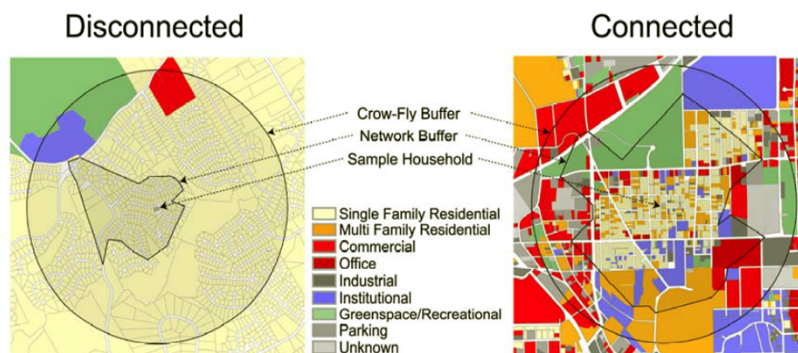 Disconnected
Connected
Crow-Fly Buffer
Network Buffer
Sample Household
Single Family Residential
Multi Family Residential
Commercial
Office
Industrial
Institutional
Greenspace/Recreational
Parking
Unknown